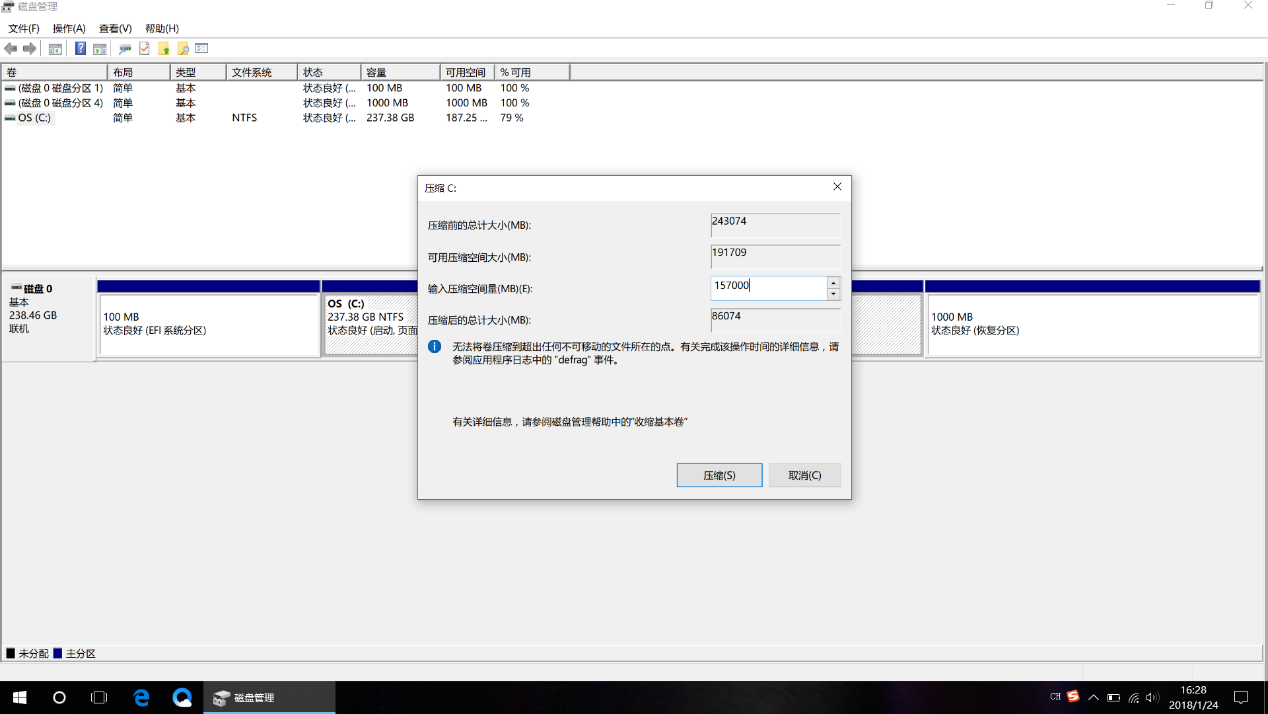 磁盘管理
文件(F) 操作(A) 查看(V) 帮助(H)
卷 布局 类型 文件系统 状态 容量 可用空间 % 可用
(磁盘 0 磁盘分区 1) 简单 基本 状态良好 (... 100 MB 100 MB 100 %
(磁盘 0 磁盘分区 4) 简单 基本 状态良好 (... 1000 MB 1000 MB 100 %
OS (C:) 简单 基本 NTFS 状态良好 (... 237.38 GB 187.25 ... 79 %
压缩 C:
压缩前的总计大小(MB): 243074
可用压缩空间大小(MB): 191709
输入压缩空间量(MB)(E): 157000
压缩后的总计大小(MB): 86074
无法将卷压缩到超出任何不可移动的文件所在的点。有关完成该操作时间的详细信息，请
参阅应用程序日志中的 "defrag" 事件。
有关详细信息，请参阅磁盘管理帮助中的"收缩基本卷"
压缩(S) 取消(C)
磁盘 0
基本
238.46 GB
联机
100 MB
状态良好 (EFI 系统分区)
OS (C:)
237.38 GB NTFS
状态良好 (启动, 页面
1000 MB
状态良好 (恢复分区)
未分配 主分区
磁盘管理
CH
16:28
2018/1/24